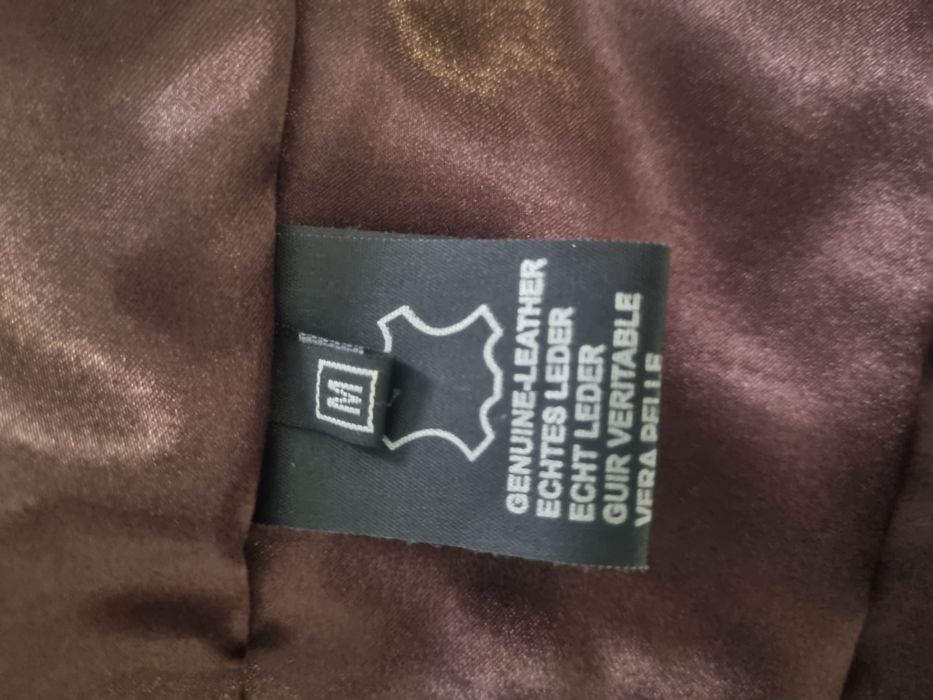 M
GENUINE-LEATHER
ECHTES LEDER
ECHT LEDER
GUIR VERITABLE
VERA PELLE